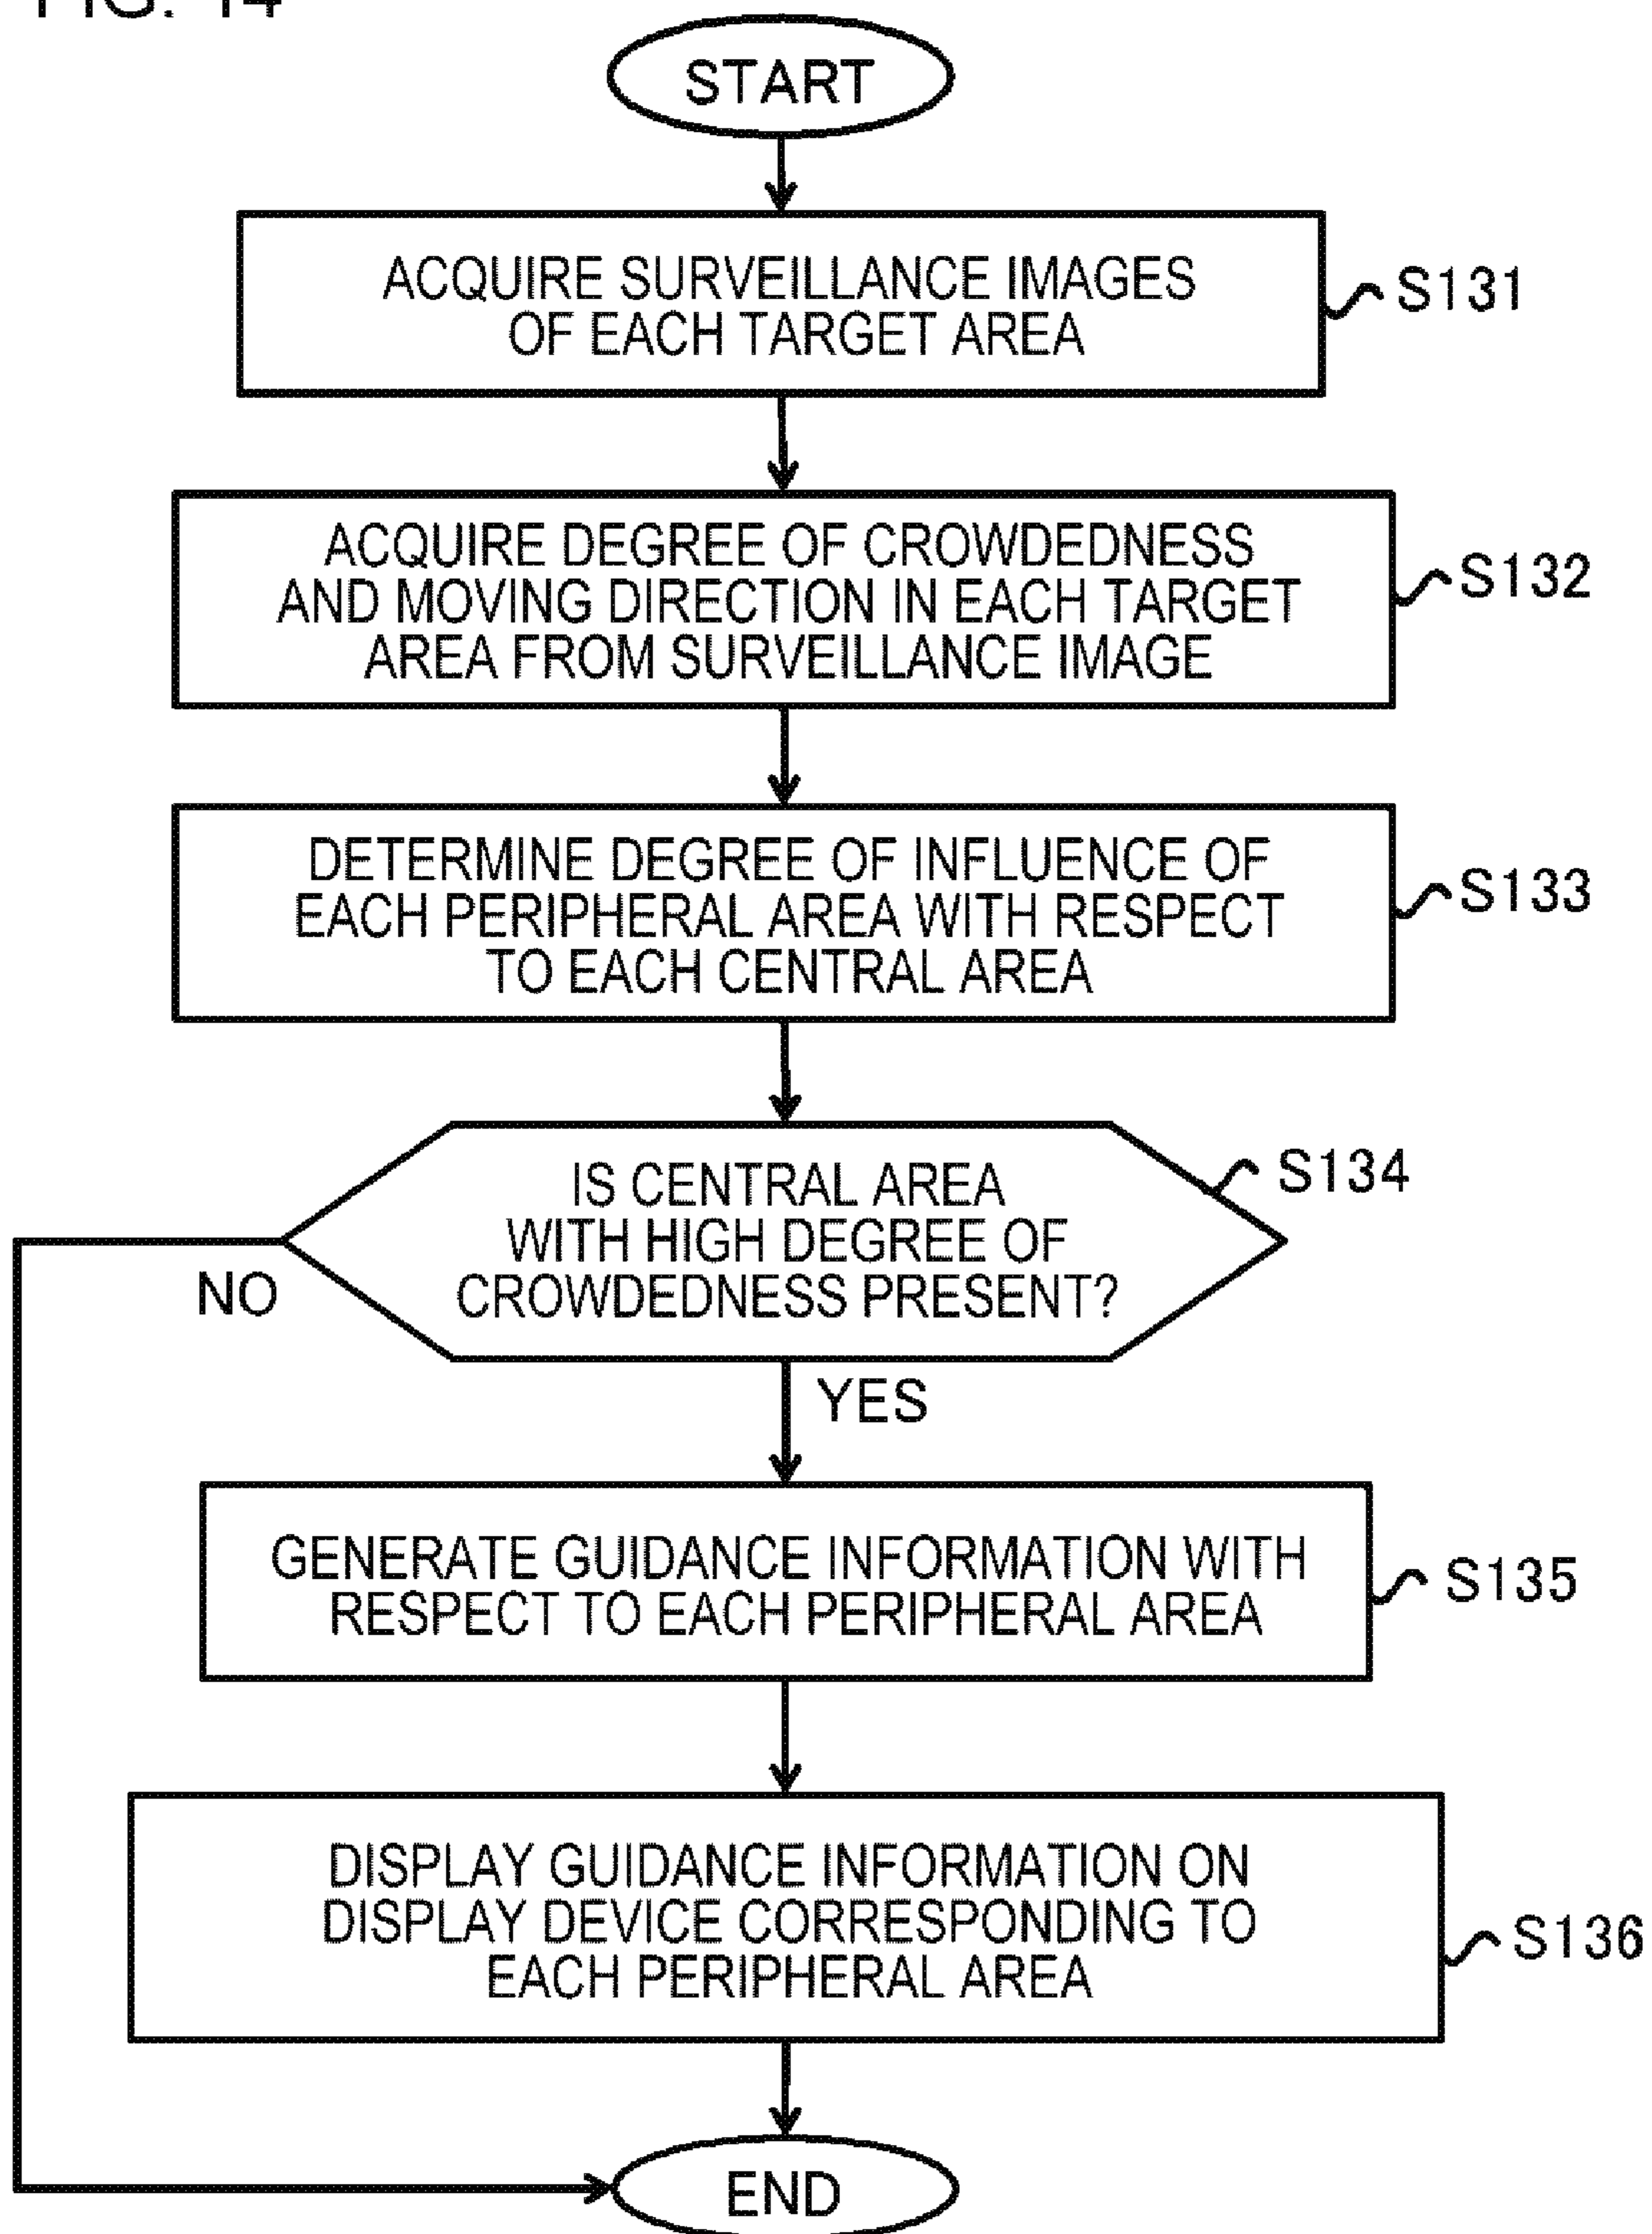 FIG. 14
START
ACQUIRE SURVEILLANCE IMAGES
OF EACH TARGET AREA
S131
ACQUIRE DEGREE OF CROWDEDNESS
AND MOVING DIRECTION IN EACH TARGET
AREA FROM SURVEILLANCE IMAGE
S132
DETERMINE DEGREE OF INFLUENCE OF
EACH PERIPHERAL AREA WITH RESPECT
TO EACH CENTRAL AREA
S133
IS CENTRAL AREA
WITH HIGH DEGREE OF
CROWDEDNESS PRESENT?
S134
NO
YES
GENERATE GUIDANCE INFORMATION WITH
RESPECT TO EACH PERIPHERAL AREA
S135
DISPLAY GUIDANCE INFORMATION ON
DISPLAY DEVICE CORRESPONDING TO
EACH PERIPHERAL AREA
S136
END